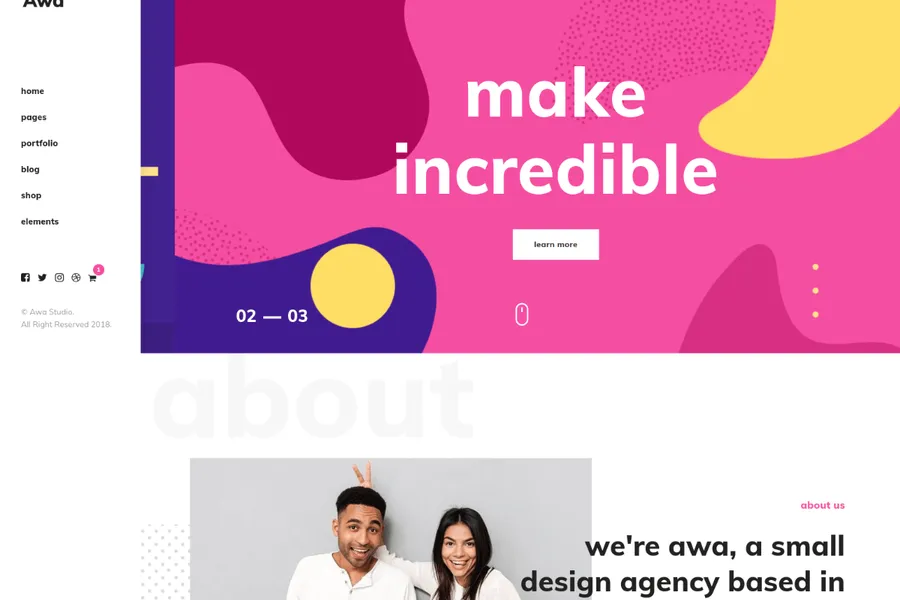 Awa
home
pages
portfolio
blog
shop
elements
3
© Awa Studio.
All Right Reserved 2018.
make
incredible
learn more
02 — 03
about
about us
we're awa, a small
design agency based in